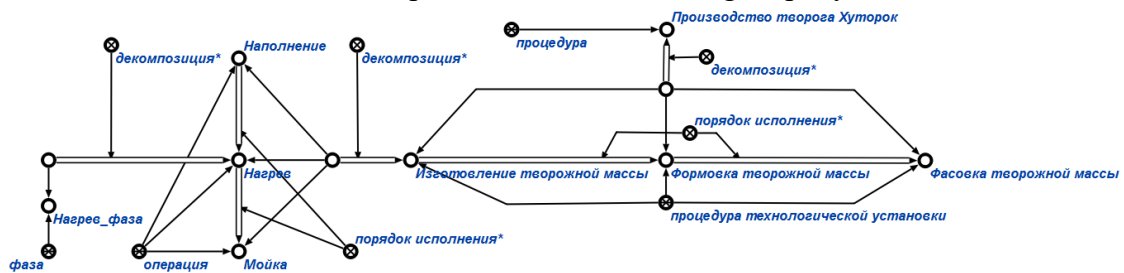 Производство творога Хуторок
процедура
Наполнение
декомпозиция*
декомпозиция*
декомпозиция*
порядок исполнения*
Нагрев
Изготовление творожной массы
Формовка творожной массы
Фасовка творожной массы
Нагрев_фаза
процедура технологической установки
порядок исполнения*
фаза
операция
Мойка